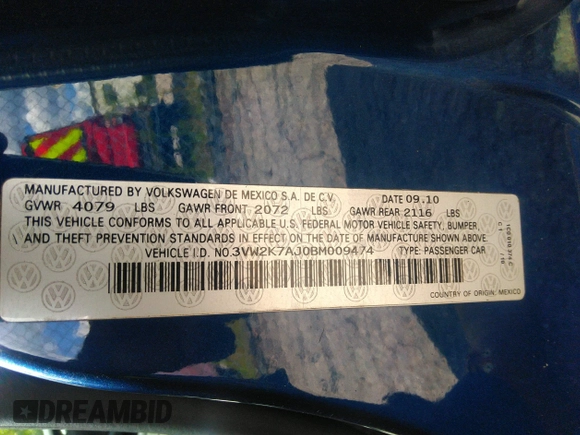 MANUFACTURED BY VOLKSWAGEN DE MEXICO S.A. DE C.V. DATE 09.10
GVWR 4079 LBS GAWR FRONT 2072 LBS GAWR REAR 2116 LBS
THIS VEHICLE CONFORMS TO ALL APPLICABLE U.S. FEDERAL MOTOR VEHICLE SAFETY, BUMPER,
AND THEFT PREVENTION STANDARDS IN EFFECT ON THE DATE OF MANUFACTURE SHOWN ABOVE.
VEHICLE I.D. NO. 3VW2K7AJ0BM009474 TYPE: PASSENGER CAR
COUNTRY OF ORIGIN: MEXICO
DREAMBID